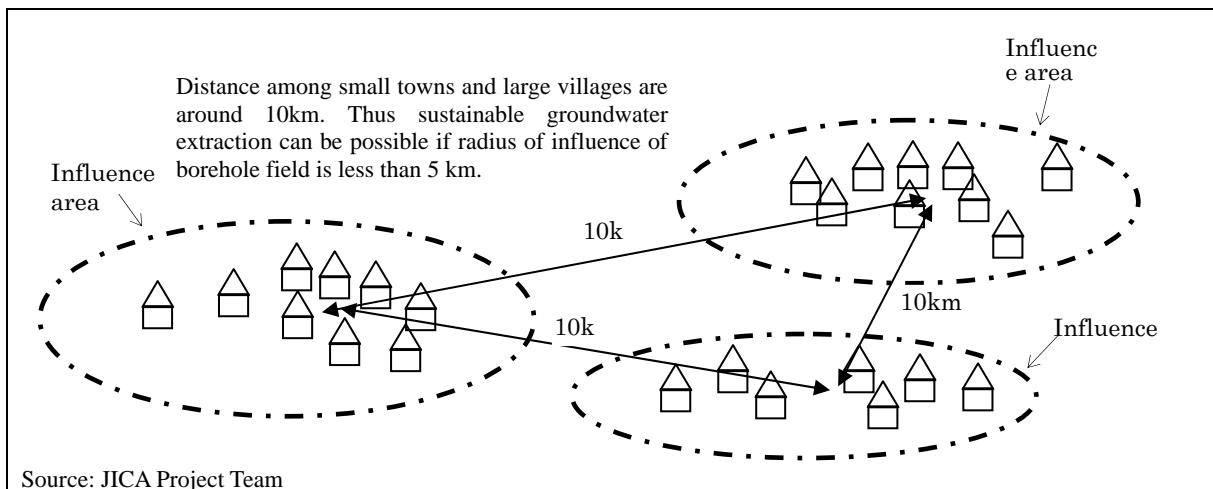 Influenc
e area
Distance among small towns and large villages are
around 10km. Thus sustainable groundwater
extraction can be possible if radius of influence of
borehole field is less than 5 km.
Influence
area
10k
10km
10k
Influence
Source: JICA Project Team